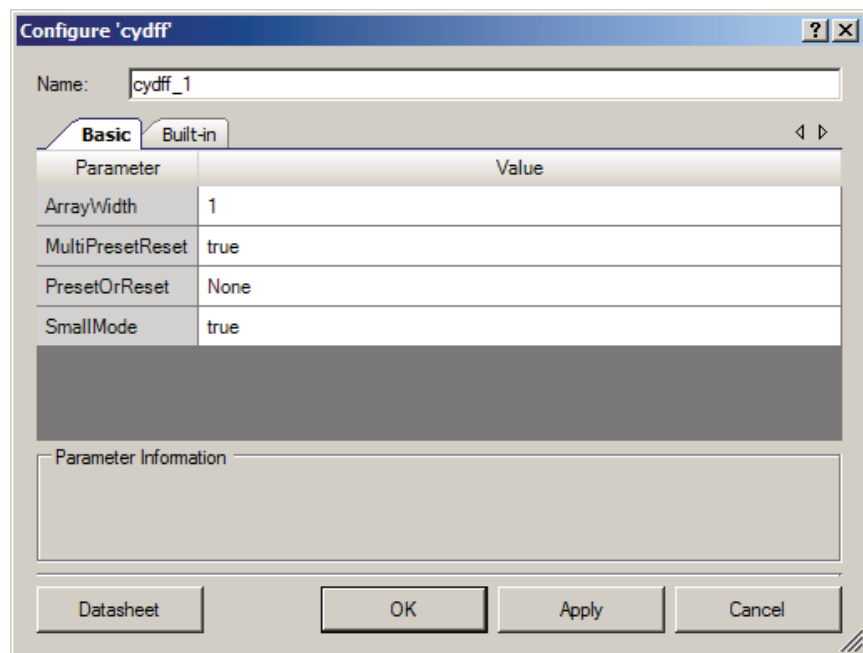 Configure 'cydff'
Name: cydff_1
Basic Built-in
Parameter Value
ArrayWidth 1
MultiPresetReset true
PresetOrReset None
SmallMode true
Parameter Information
Datasheet OK Apply Cancel